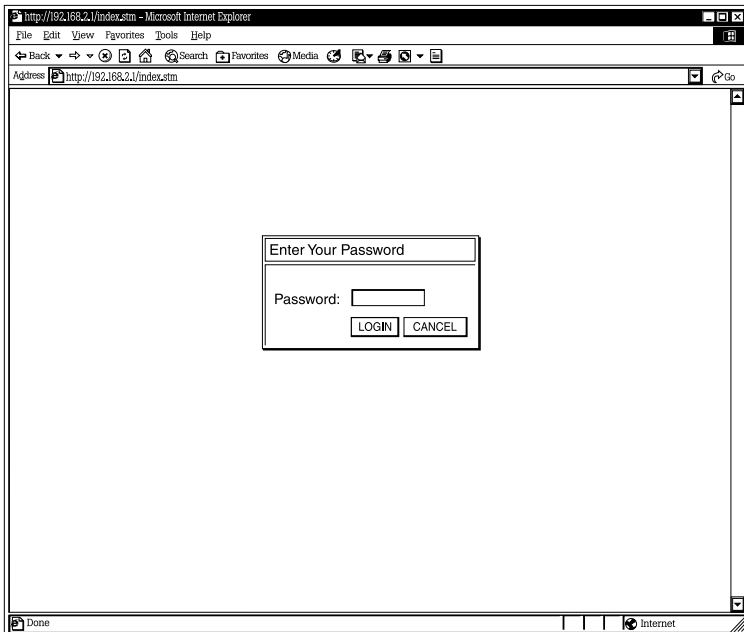 http://192.168.2.1/index.stm - Microsoft Internet Explorer
File Edit View Favorites Tools Help
Back Search Favorites Media
Address http://192.168.2.1/index.stm Go
Enter Your Password
Password:
LOGIN CANCEL
Done Internet